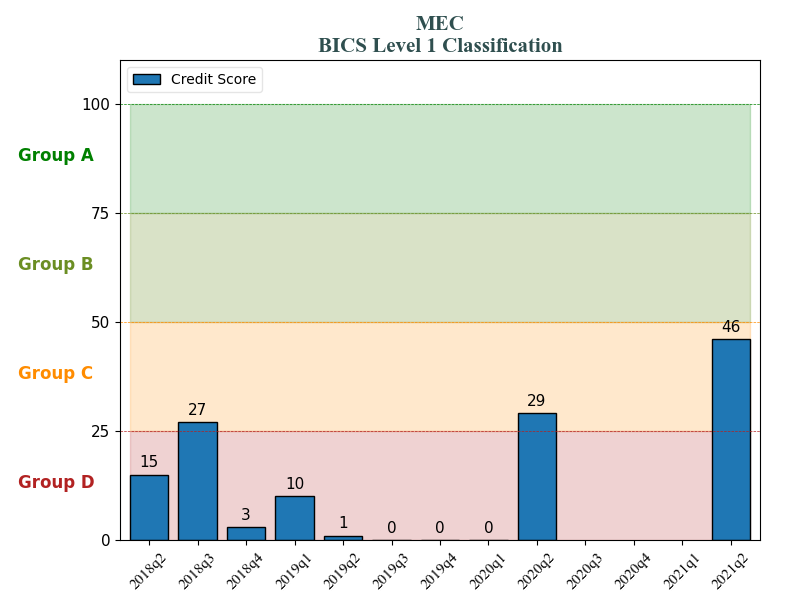 MEC
BICS Level 1 Classification
Credit Score
100
Group A
75
Group B
50
46
Group C
29
27
25
15
Group D
10
3
1
0
0
0
0
2018q2
2018q3
2018q4
2019q1
2019q2
2019q3
2019q4
2020q1
2020q2
2020q3
2020q4
2021q1
2021q2